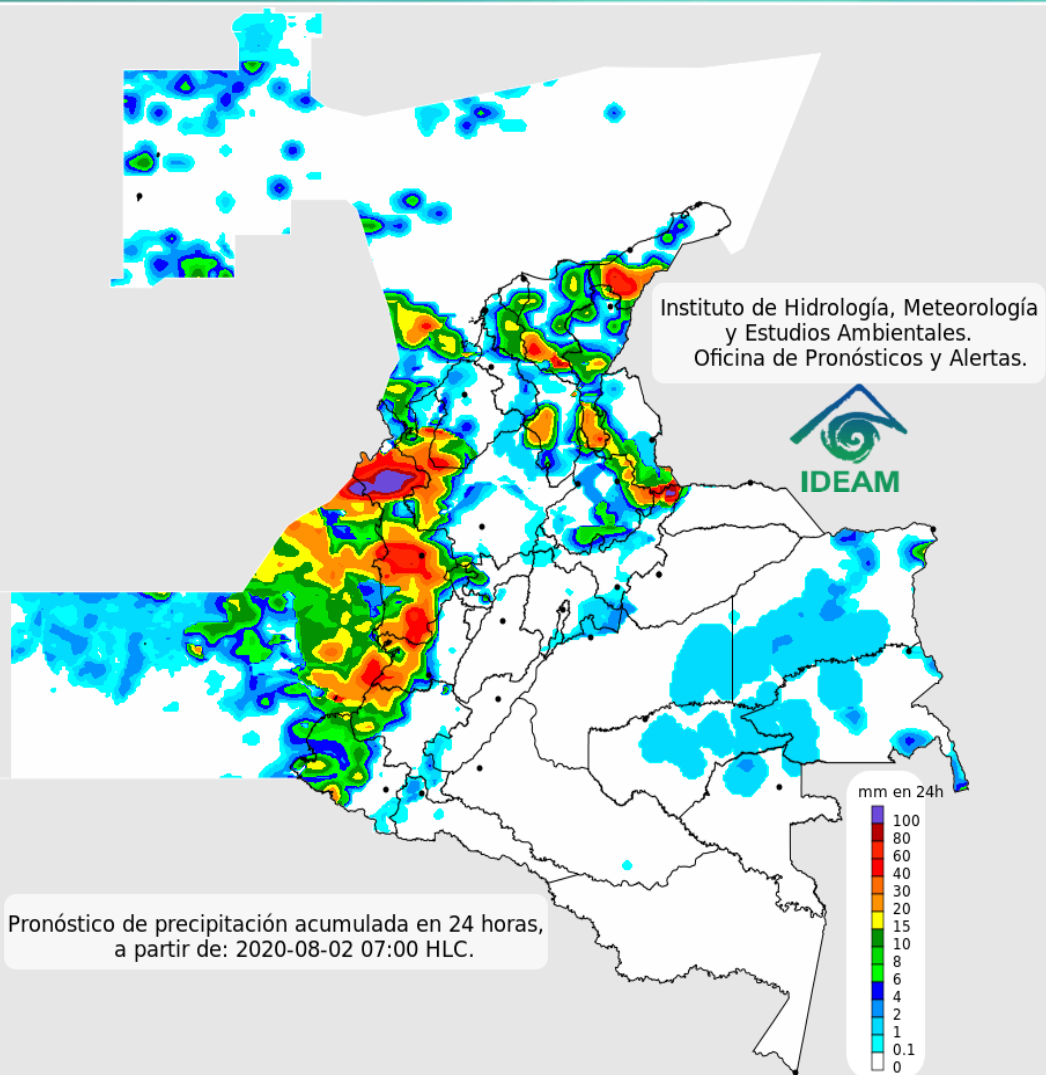 Instituto de Hidrología, Meteorología
y Estudios Ambientales.
Oficina de Pronósticos y Alertas.
IDEAM
mm en 24h
100
80
60
40
30
20
15
10
8
6
4
2
1
0.1
0
Pronóstico de precipitación acumulada en 24 horas,
a partir de: 2020-08-02 07:00 HLC.